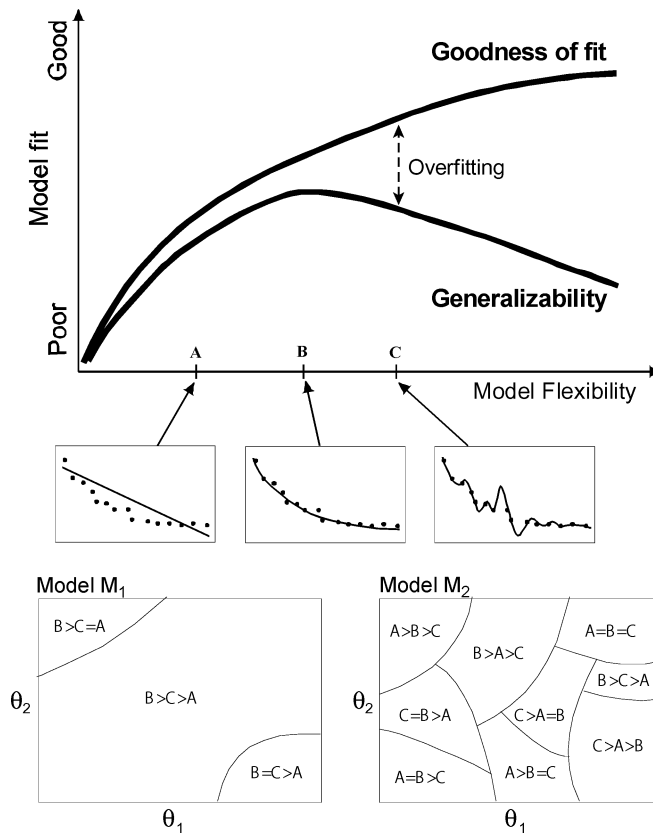 Good
Model fit
Poor
Goodness of fit
Overfitting
Generalizability
A
B
C
Model Flexibility
Model M₁
B>C=A
B>C>A
B=C>A
θ₂
θ₁
Model M₂
A>B>C
B>A>C
A=B=C
B>C>A
C=B>A
C>A=B
C>A>B
A=B>C
A>B=C
θ₂
θ₁